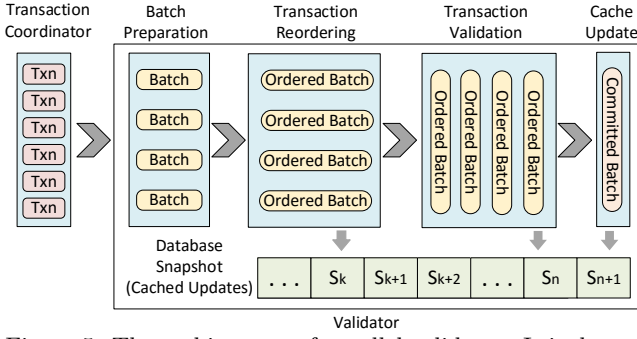 Transaction Coordinator
Batch Preparation
Transaction Reordering
Transaction Validation
Cache Update
Txn
Txn
Txn
Txn
Txn
Txn
Batch
Batch
Batch
Batch
Ordered Batch
Ordered Batch
Ordered Batch
Ordered Batch
Ordered Batch
Ordered Batch
Ordered Batch
Ordered Batch
Committed Batch
Database Snapshot (Cached Updates)
... Sk Sk+1 Sk+2 ... Sn Sn+1
Validator